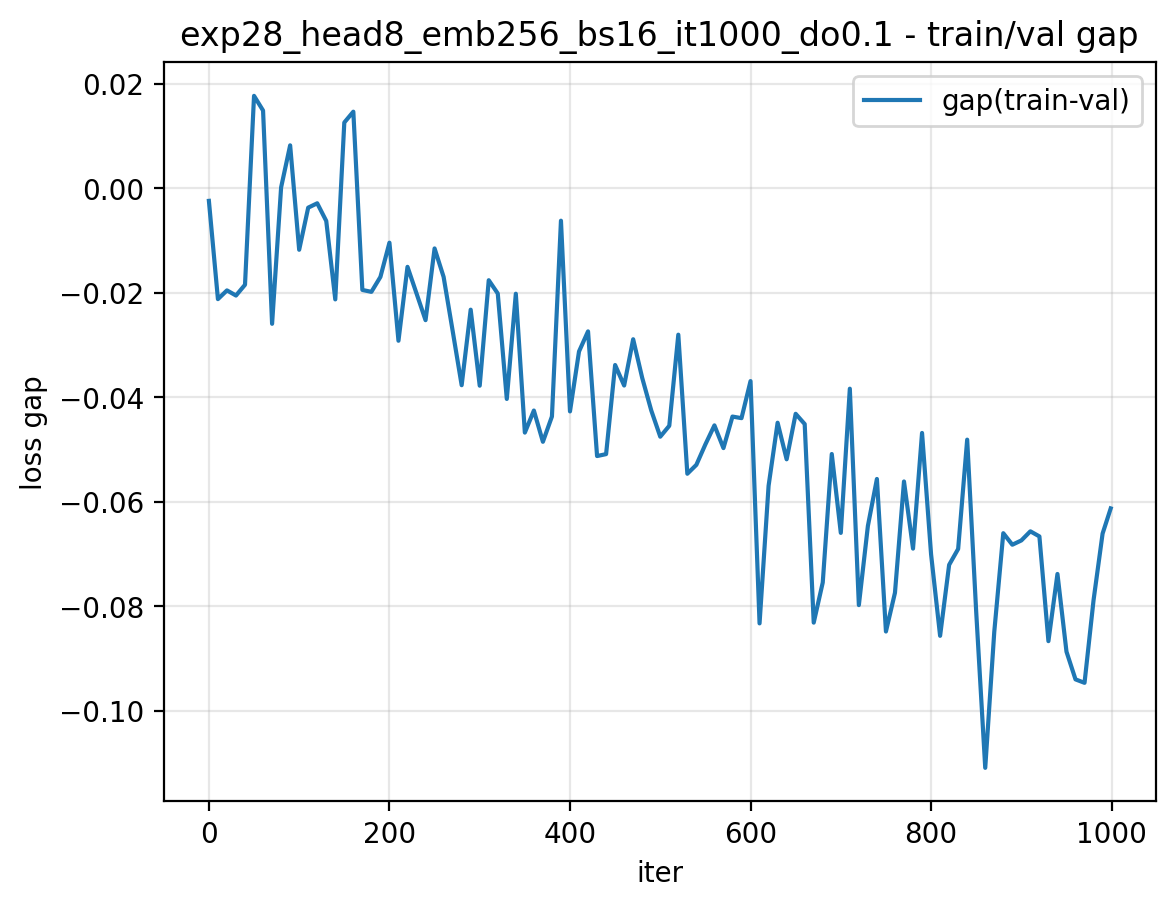 exp28_head8_emb256_bs16_it1000_do0.1 - train/val gap
gap(train-val)
0.02
0.00
−0.02
−0.04
−0.06
−0.08
−0.10
loss gap
0 200 400 600 800 1000
iter